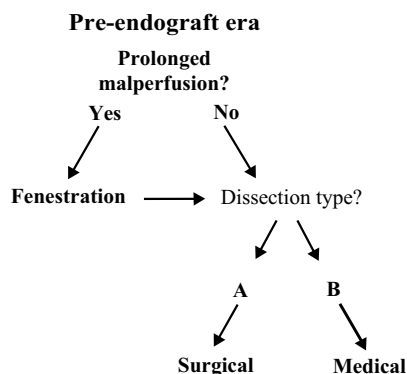 Pre-endograft era
Prolonged
malperfusion?
Yes No
Fenestration Dissection type?
A B
Surgical Medical